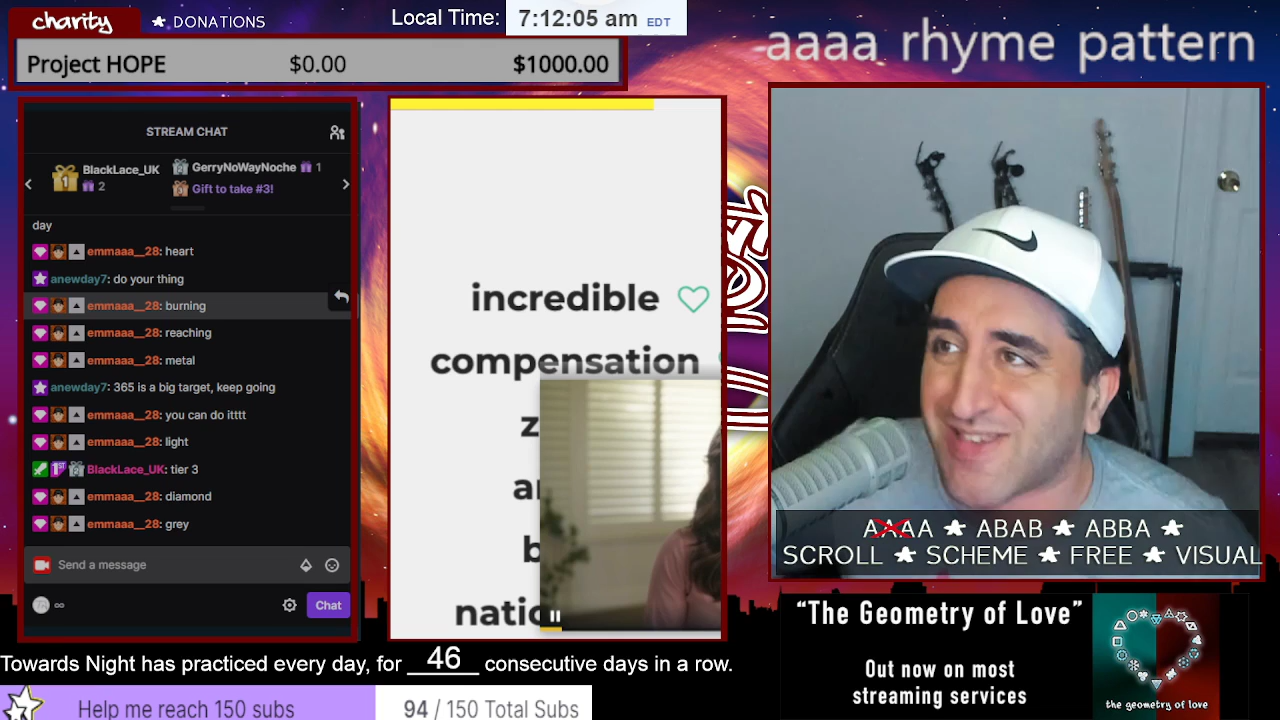 charity
DONATIONS
Local Time:
7:12:05 am EDT
aaaa rhyme pattern
Project HOPE
$0.00
$1000.00
STREAM CHAT
1 BlackLace_UK
2
2 GerryNoWayNoche 1
3 Gift to take #3!
day
emmaaa__28: heart
anewday7: do your thing
emmaaa__28: burning
emmaaa__28: reaching
emmaaa__28: metal
anewday7: 365 is a big target, keep going
emmaaa__28: you can do itttt
emmaaa__28: light
1ST BlackLace_UK: tier 3
emmaaa__28: diamond
emmaaa__28: grey
Send a message
∞
Chat
incredible
compensation
z
b
natio
AAAA ABAB ABBA
SCROLL SCHEME FREE VISUAL
Towards Night has practiced every day, for 46 consecutive days in a row.
Help me reach 150 subs
94 / 150 Total Subs
“The Geometry of Love”
Out now on most
streaming services
the geometry of love